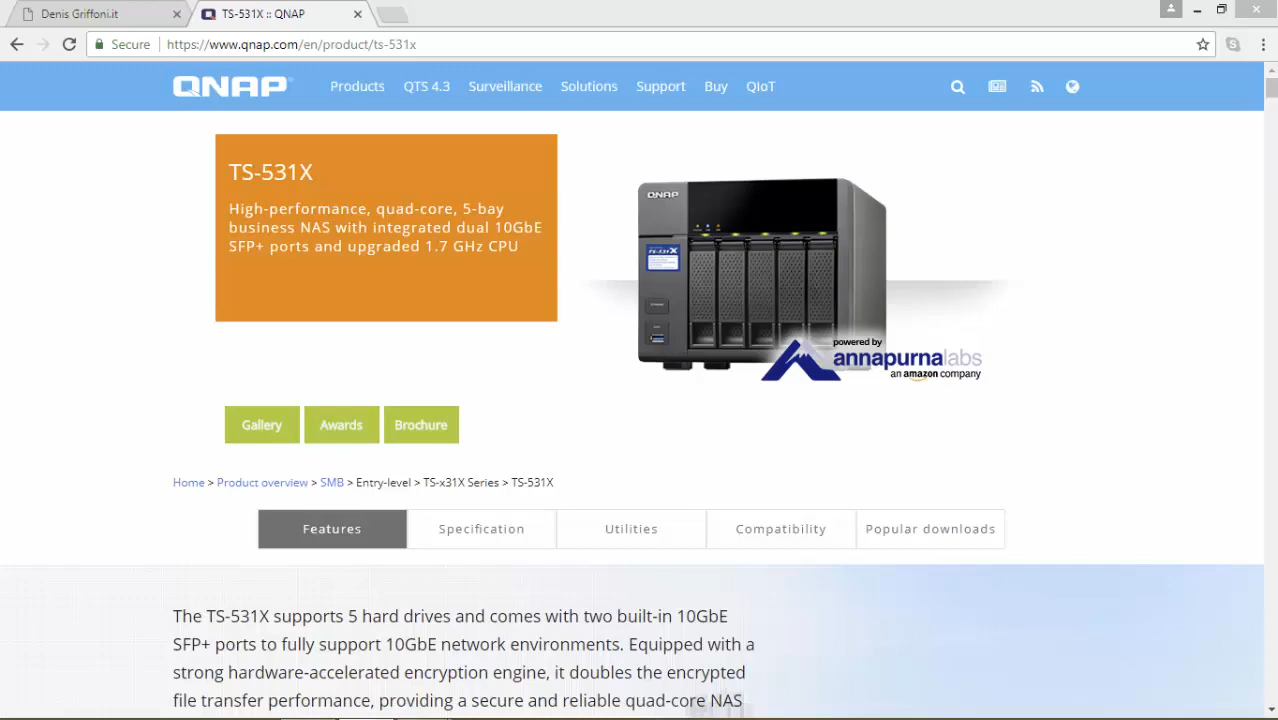 Denis Griffoni.it
TS-531X :: QNAP
Secure
https://www.qnap.com/en/product/ts-531x
QNAP
Products
QTS 4.3
Surveillance
Solutions
Support
Buy
QIoT
TS-531X
High-performance, quad-core, 5-bay
business NAS with integrated dual 10GbE
SFP+ ports and upgraded 1.7 GHz CPU
QNAP
TS-531X
powered by
annapurnalabs
an amazon company
Gallery
Awards
Brochure
Home > Product overview > SMB > Entry-level > TS-x31X Series > TS-531X
Features
Specification
Utilities
Compatibility
Popular downloads
The TS-531X supports 5 hard drives and comes with two built-in 10GbE
SFP+ ports to fully support 10GbE network environments. Equipped with a
strong hardware-accelerated encryption engine, it doubles the encrypted
file transfer performance, providing a secure and reliable quad-core NAS